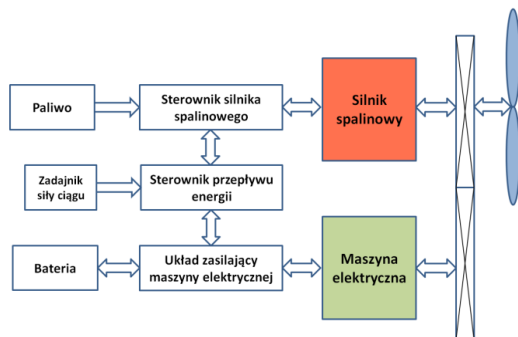 Paliwo
Sterownik silnika
spalinowego
Silnik
spalinowy
Zadajnik
siły ciągu
Sterownik przepływu
energii
Bateria
Układ zasilający
maszyny elektrycznej
Maszyna
elektryczna